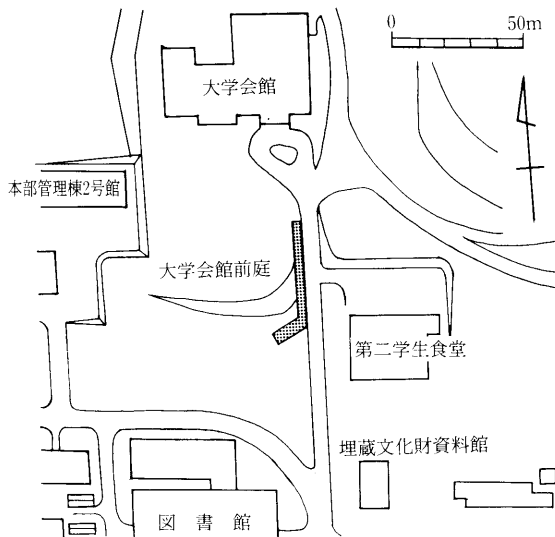 0 50m
大学会館
本部管理棟2号館
大学会館前庭
第二学生食堂
埋蔵文化財資料館
図書館